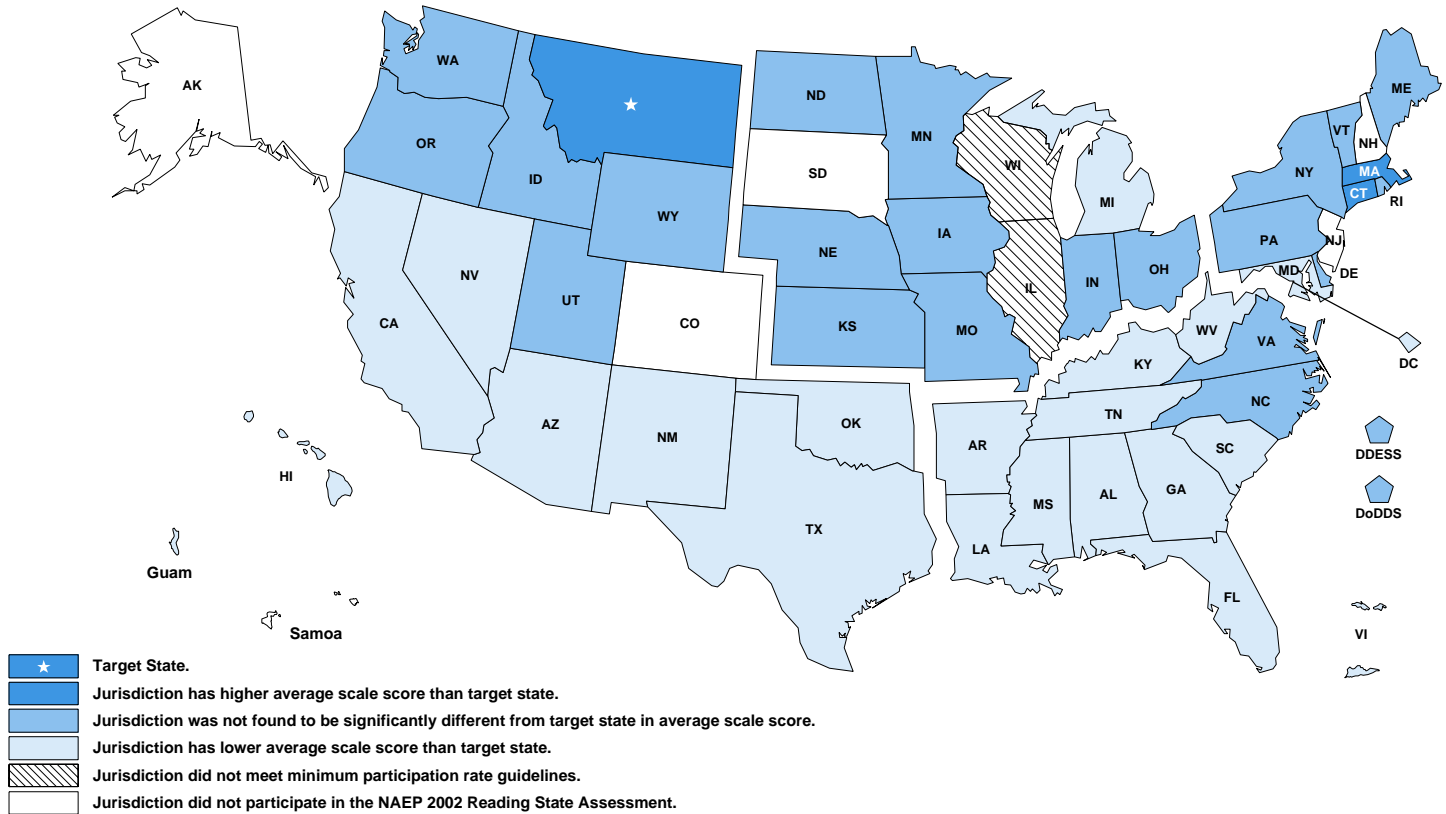 AK
WA
OR
ID
ND
SD
MN
WI
MI
ME
VT
NH
NY
MA
CT
RI
WY
NE
IA
PA
NJ
NV
UT
CA
CO
KS
MO
IL
IN
OH
MD
DE
WV
VA
DC
KY
AZ
NM
OK
AR
TN
NC
SC
DDESS
HI
TX
MS
AL
GA
LA
DoDDS
Guam
FL
Samoa
VI
Target State.
Jurisdiction has higher average scale score than target state.
Jurisdiction was not found to be significantly different from target state in average scale score.
Jurisdiction has lower average scale score than target state.
Jurisdiction did not meet minimum participation rate guidelines.
Jurisdiction did not participate in the NAEP 2002 Reading State Assessment.